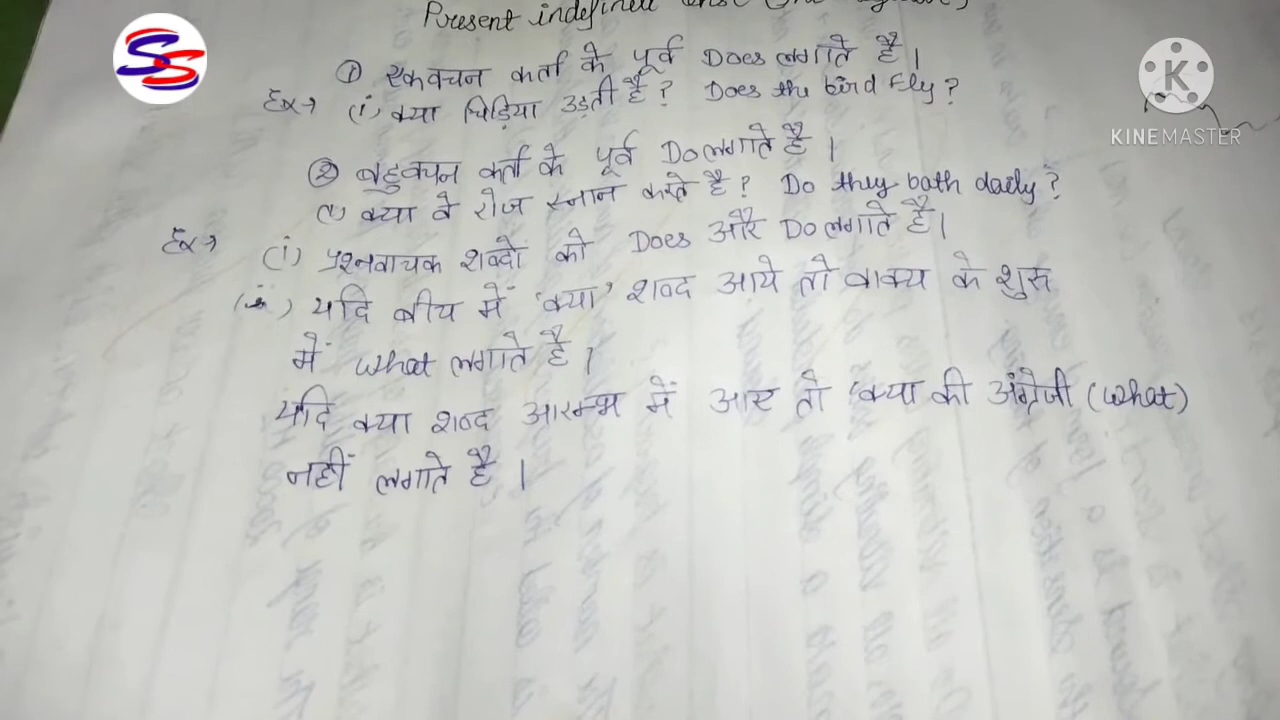 Present indefinite
① एकवचन कर्ता के पूर्व Does लगाते है।
Ex→ (i) क्या चिड़िया उड़ती है? Does the bird fly?
② बहुवचन कर्ता के पूर्व Do लगाते है।
Ex→ (i) क्या वे रोज स्नान करते है? Do they bath daily?
(i) प्रश्नवाचक शब्दो को Does और Do लगाते है।
यदि बीच में 'क्या' शब्द आये तो वाक्य के शुरू
में what लगाते है।
यदि क्या शब्द आरम्भ में आए तो क्या की अंग्रेजी (what)
नहीं लगाते है।
SS
K
KINEMASTER